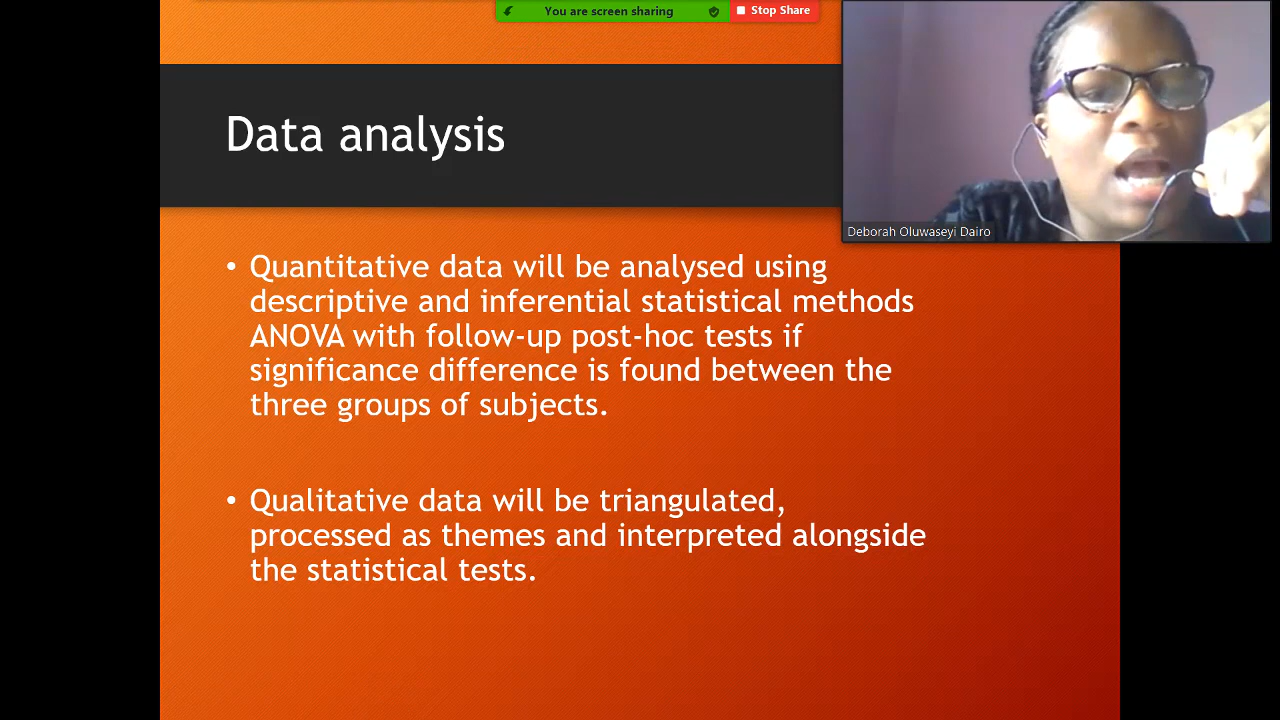 You are screen sharing
Stop Share
Data analysis
Deborah Oluwaseyi Dairo
• Quantitative data will be analysed using
descriptive and inferential statistical methods
ANOVA with follow-up post-hoc tests if
significance difference is found between the
three groups of subjects.
• Qualitative data will be triangulated,
processed as themes and interpreted alongside
the statistical tests.